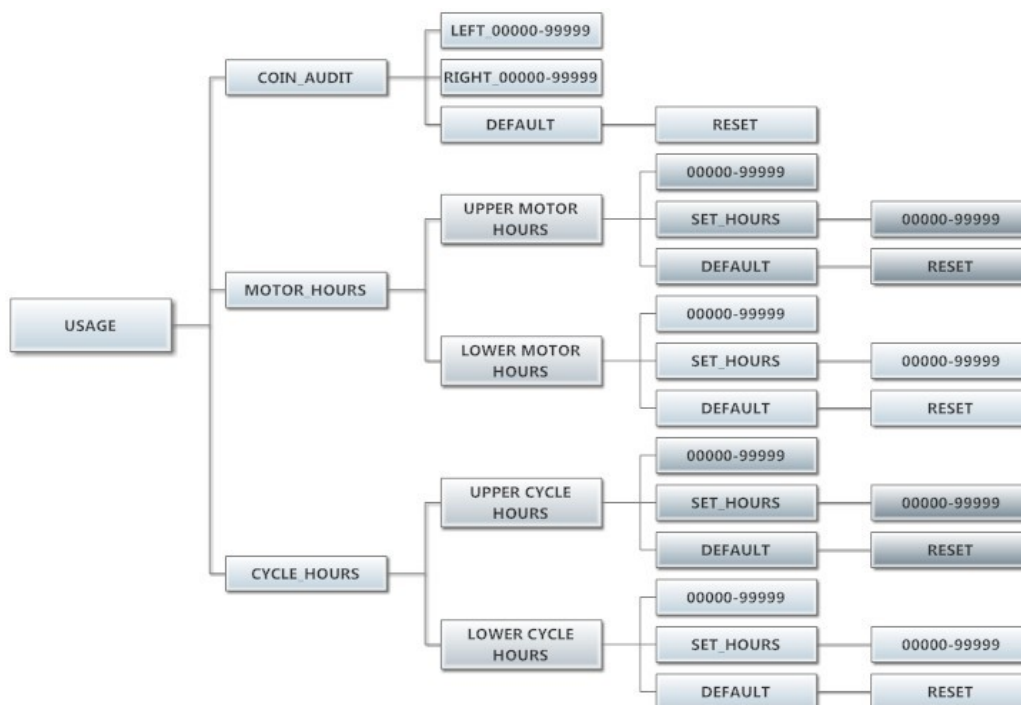 USAGE
COIN_AUDIT
LEFT_00000-99999
RIGHT_00000-99999
DEFAULT
RESET
MOTOR_HOURS
UPPER MOTOR
HOURS
00000-99999
SET_HOURS
00000-99999
DEFAULT
RESET
LOWER MOTOR
HOURS
00000-99999
SET_HOURS
00000-99999
DEFAULT
RESET
CYCLE_HOURS
UPPER CYCLE
HOURS
00000-99999
SET_HOURS
00000-99999
DEFAULT
RESET
LOWER CYCLE
HOURS
00000-99999
SET_HOURS
00000-99999
DEFAULT
RESET